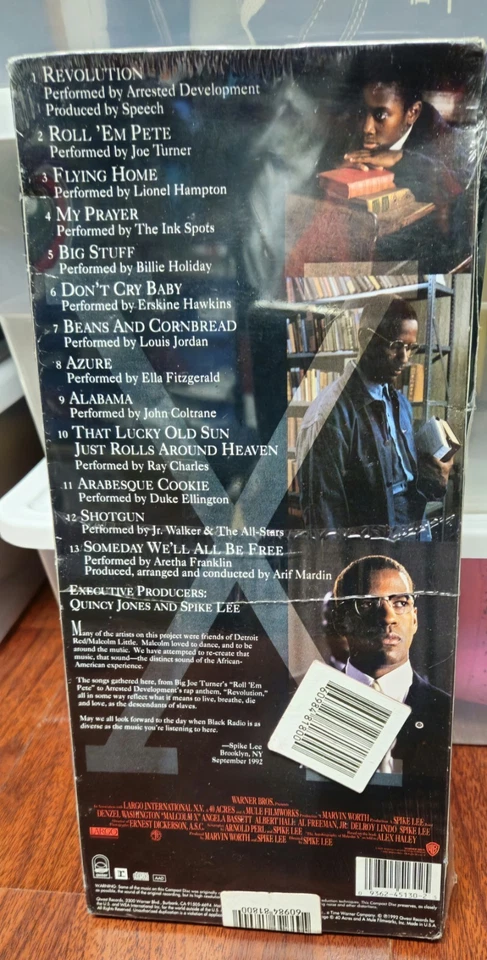 1 REVOLUTION
Performed by Arrested Development
Produced by Speech
2 ROLL 'EM PETE
Performed by Joe Turner
3 FLYING HOME
Performed by Lionel Hampton
4 MY PRAYER
Performed by The Ink Spots
5 BIG STUFF
Performed by Billie Holiday
6 DON'T CRY BABY
Performed by Erskine Hawkins
7 BEANS AND CORNBREAD
Performed by Louis Jordan
8 AZURE
Performed by Ella Fitzgerald
9 ALABAMA
Performed by John Coltrane
10 THAT LUCKY OLD SUN
JUST ROLLS AROUND HEAVEN
Performed by Ray Charles
11 ARABESQUE COOKIE
Performed by Duke Ellington
12 SHOTGUN
Performed by Jr. Walker & The All-Stars
13 SOMEDAY WE'LL ALL BE FREE
Performed by Aretha Franklin
Produced, arranged and conducted by Arif Mardin
EXECUTIVE PRODUCERS:
QUINCY JONES AND SPIKE LEE
Many of the artists on this project were friends of Detroit
Red/Malcolm Little. Malcolm loved to dance, and to be
around the music. We have attempted to re-create that
music, that sound—the distinct sound of the African-
American experience.
The songs gathered here, from Big Joe Turner's "Roll 'Em
Pete" to Arrested Development's rap anthem, "Revolution,"
all in some way reflect what it means to live, breathe, die
and love, as the descendants of slaves.
May we all look forward to the day when Black Radio is as
diverse as the music you're listening to here.
—Spike Lee
Brooklyn, NY
September 1992
60984-81800
WARNER BROS.
LARGO INTERNATIONAL N.V. 40 ACRES AND A MULE FILMWORKS MARVIN WORTH SPIKE LEE
DENZEL WASHINGTON "MALCOLM X" ANGELA BASSETT ALBERT HALL AL FREEMAN, JR. DELROY LINDO SPIKE LEE
ERNEST DICKERSON, A.S.C. ARNOLD PERL SPIKE LEE ALEX HALEY
MARVIN WORTH SPIKE LEE SPIKE LEE
LARGO
9362-45130-2
60984-81800